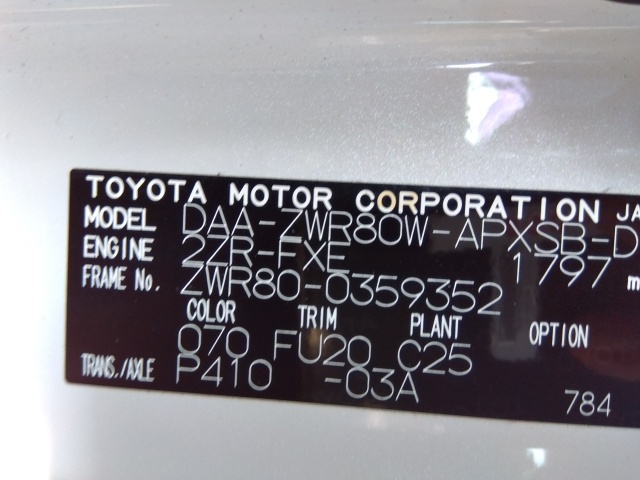 TOYOTA MOTOR CORPORATION JA
MODEL DAA-ZWR80W-APXSB-D
ENGINE 2ZR-FXE 1797 m
FRAME No. ZWR80-0359352
COLOR TRIM PLANT OPTION
070 FU20 C25
TRANS./AXLE P410 -03A 784